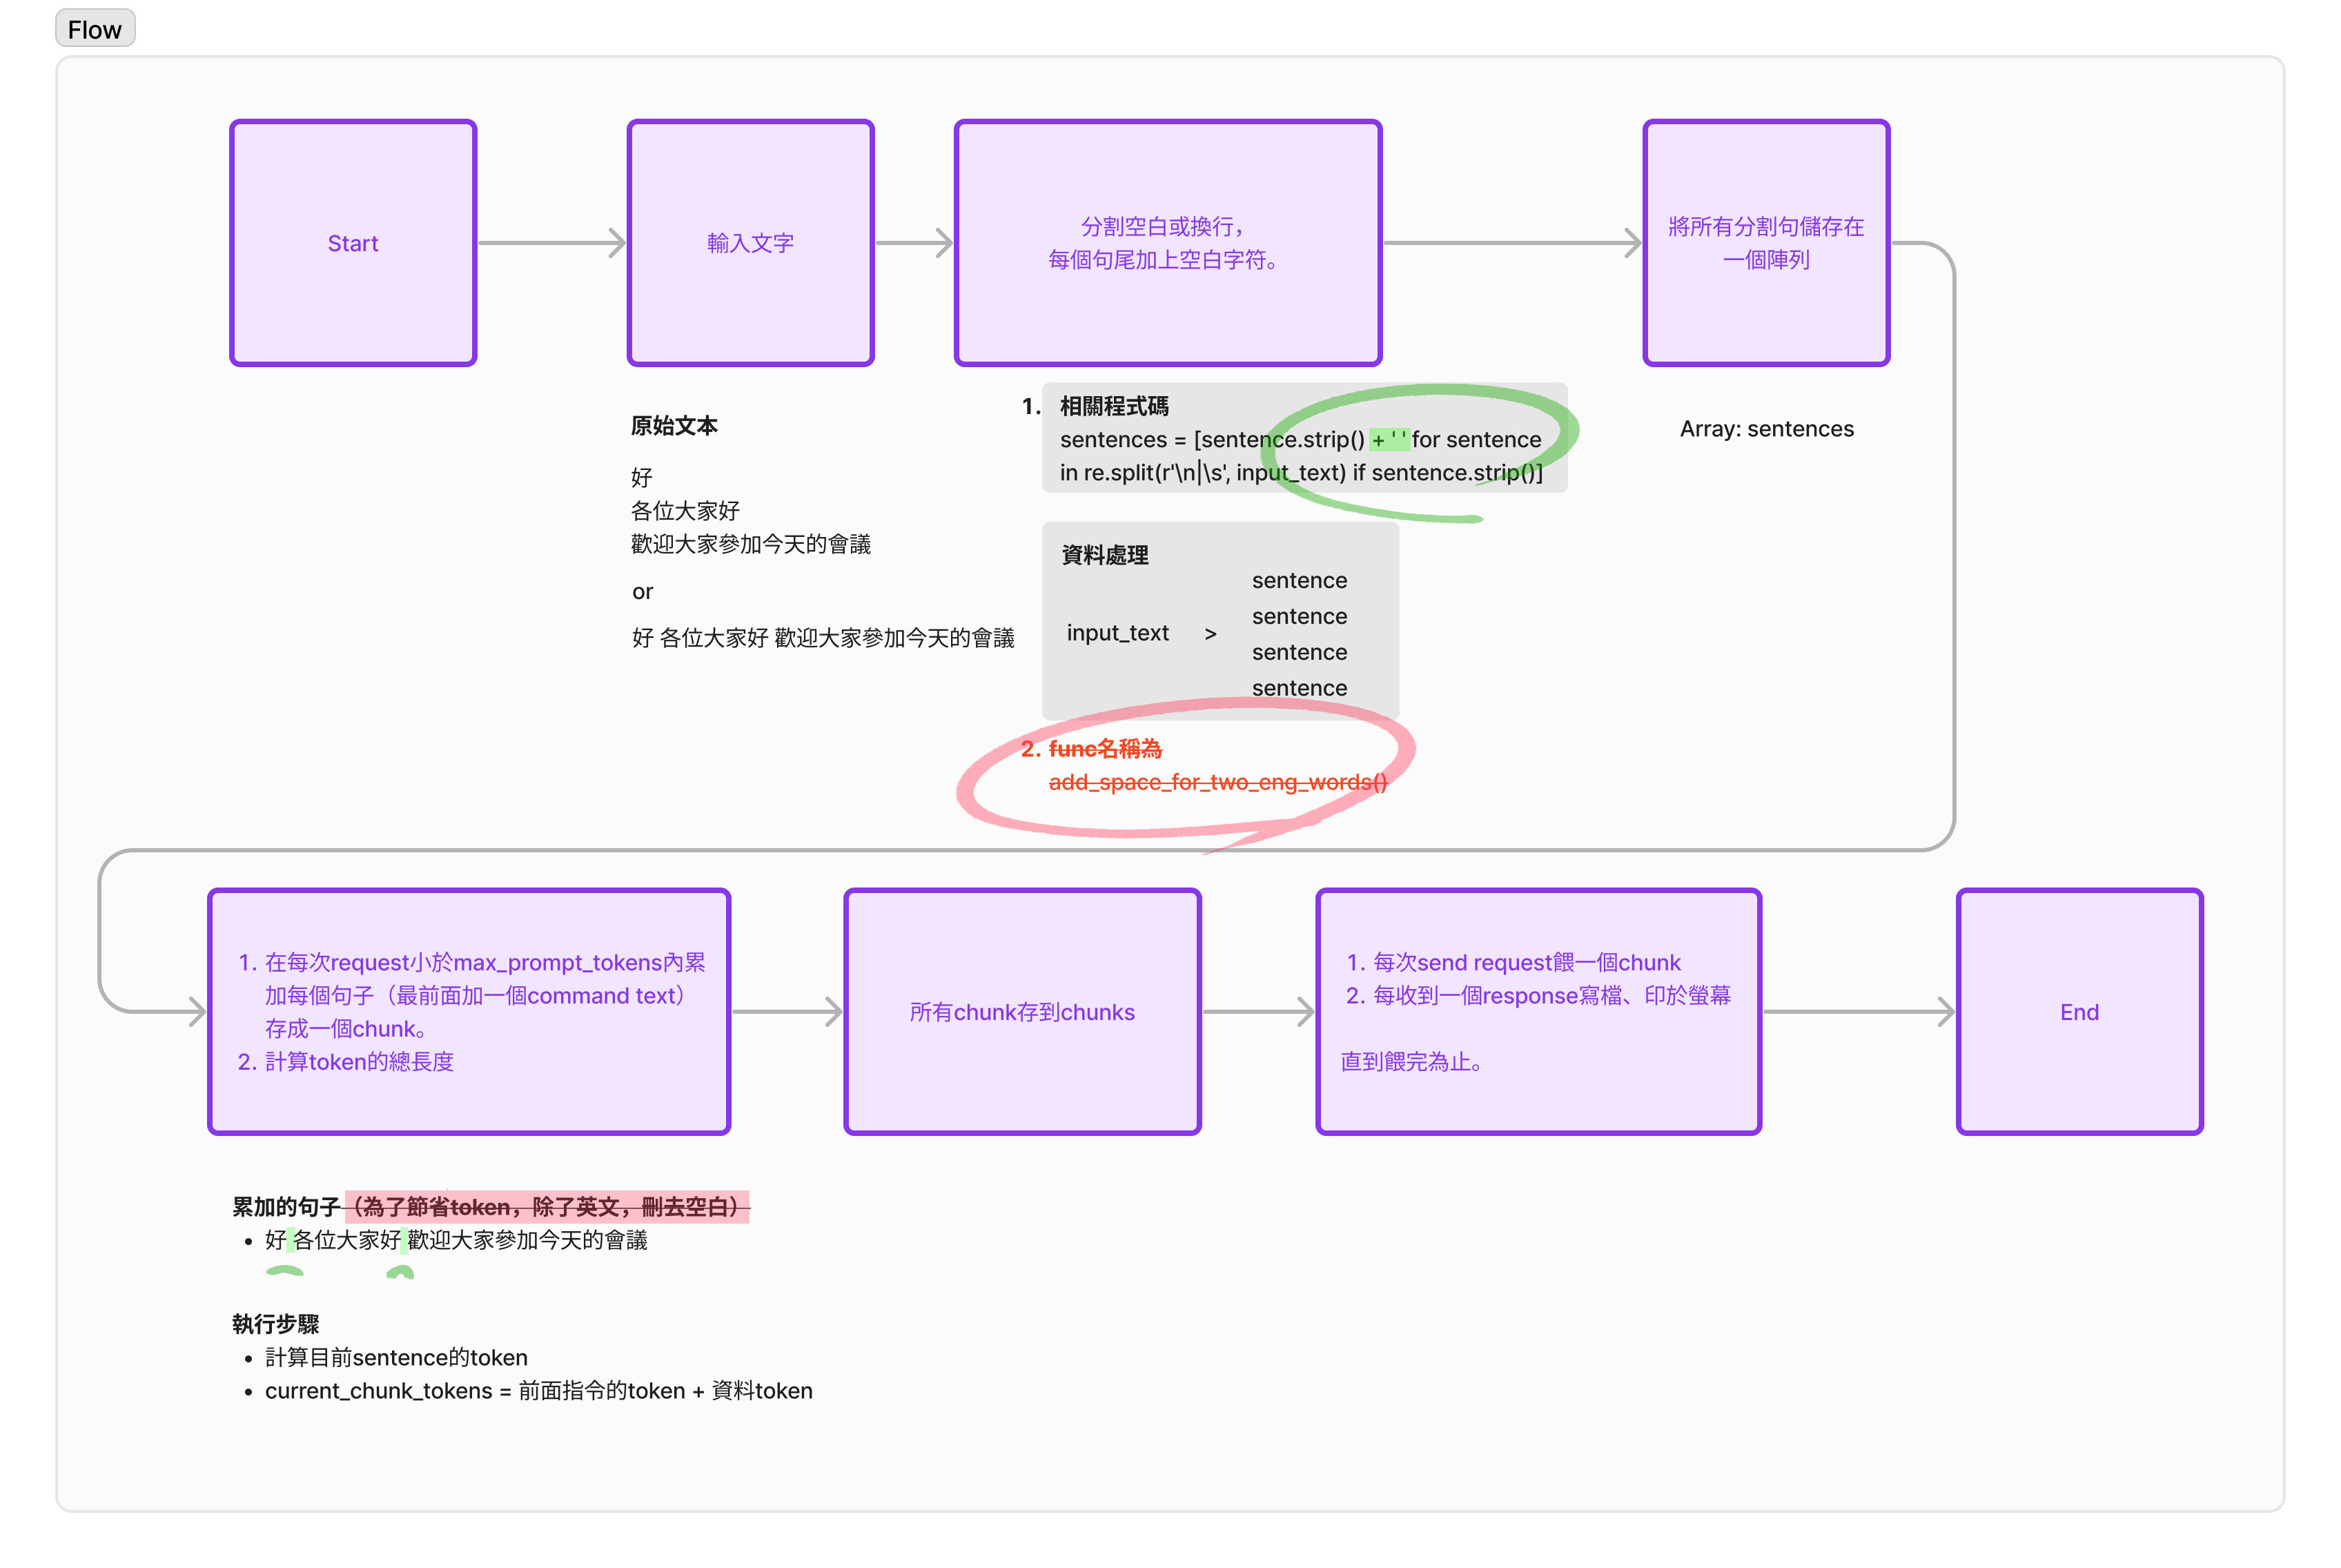 Flow
Start
輸入文字
分割空白或換行，
每個句尾加上空白字符。
將所有分割句儲存在
一個陣列
原始文本
好
各位大家好
歡迎大家參加今天的會議
or
好 各位大家好 歡迎大家參加今天的會議
1. 相關程式碼
sentences = [sentence.strip() + ' ' for sentence
in re.split(r'\n|\s', input_text) if sentence.strip()]
資料處理
input_text > 
sentence
sentence
sentence
sentence
2. func名稱為
add_space_for_two_eng_words()
Array: sentences
1. 在每次request小於max_prompt_tokens內累
加每個句子（最前面加一個command text）
存成一個chunk。
2. 計算token的總長度
所有chunk存到chunks
1. 每次send request餵一個chunk
2. 每收到一個response寫檔、印於螢幕
直到餵完為止。
End
累加的句子（為了節省token，除了英文，刪去空白）
• 好 各位大家好 歡迎大家參加今天的會議
執行步驟
• 計算目前sentence的token
• current_chunk_tokens = 前面指令的token + 資料token